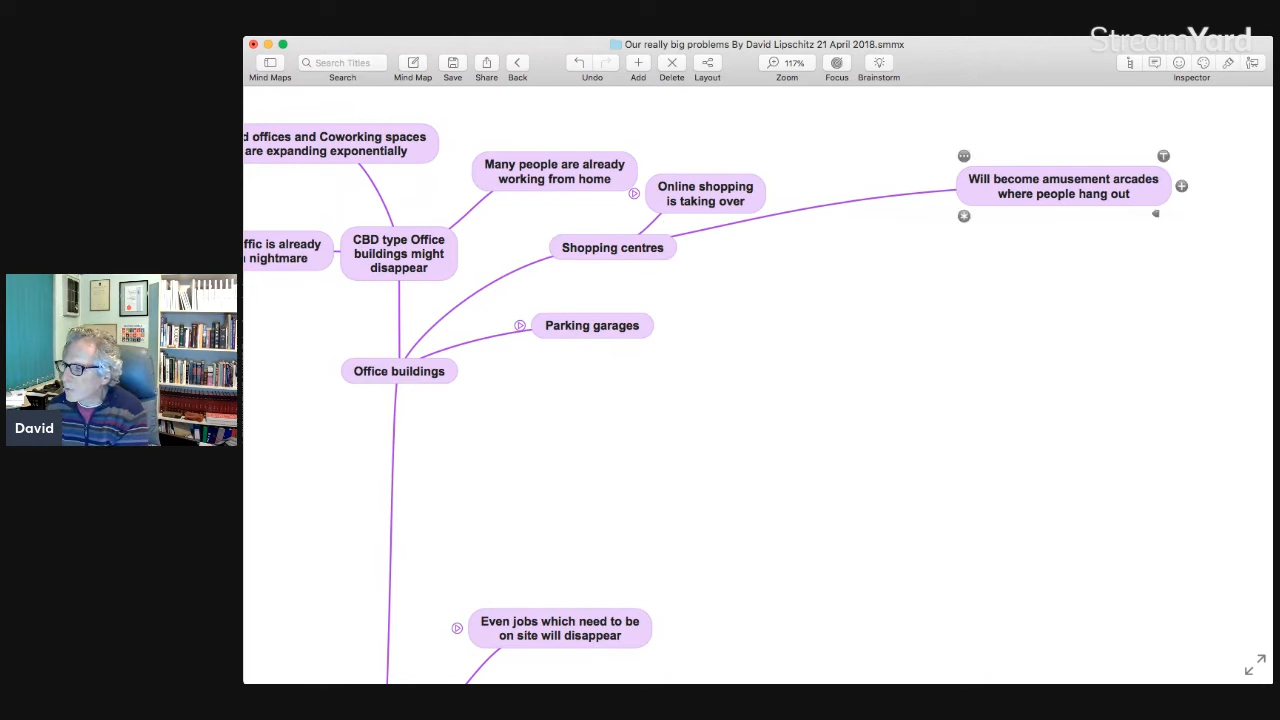 StreamYard
Our really big problems By David Lipschitz 21 April 2018.smmx
Search Titles
117%
Mind Maps
Search
Mind Map
Save
Share
Back
Undo
Add
Delete
Layout
Zoom
Focus
Brainstorm
Inspector
d offices and Coworking spaces
are expanding exponentially
Many people are already
working from home
Online shopping
is taking over
Will become amusement arcades
where people hang out
T
ffic is already
nightmare
CBD type Office
buildings might
disappear
Shopping centres
Parking garages
Office buildings
David
Even jobs which need to be
on site will disappear